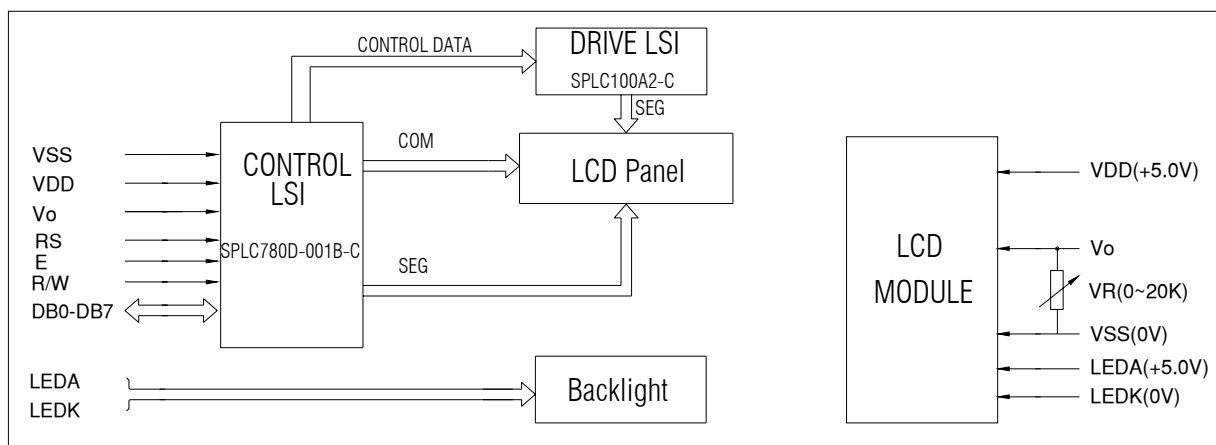 CONTROL DATA
DRIVE LSI
SPLC100A2-C
SEG
VSS
VDD
Vo
RS
E
R/W
DB0-DB7
CONTROL
LSI
SPLC780D-001B-C
COM
SEG
LCD Panel
LEDA
LEDK
Backlight
LCD
MODULE
VDD(+5.0V)
Vo
VR(0~20K)
VSS(0V)
LEDA(+5.0V)
LEDK(0V)